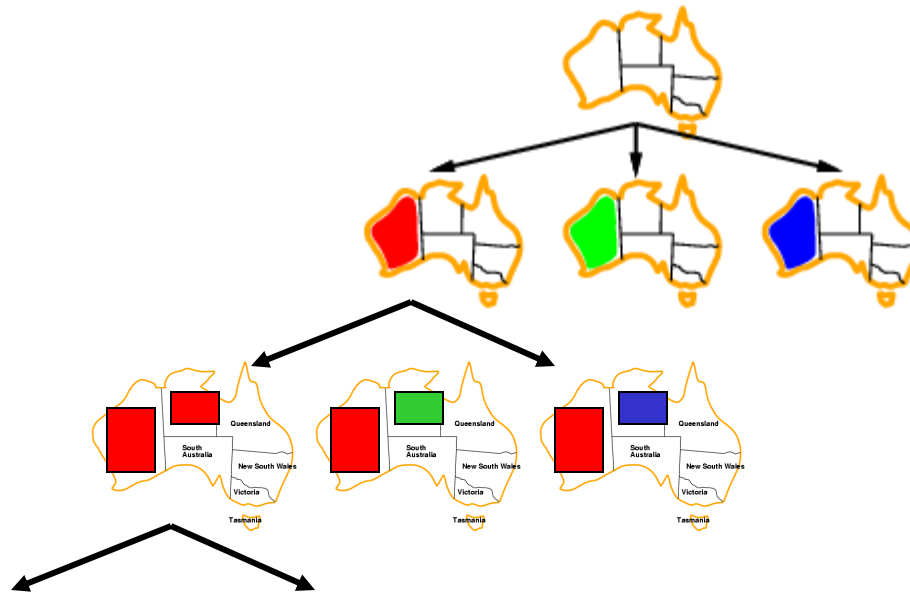 Queensland
South
Australia
New South Wales
Victoria
Tasmania
Queensland
South
Australia
New South Wales
Victoria
Tasmania
Queensland
South
Australia
New South Wales
Victoria
Tasmania